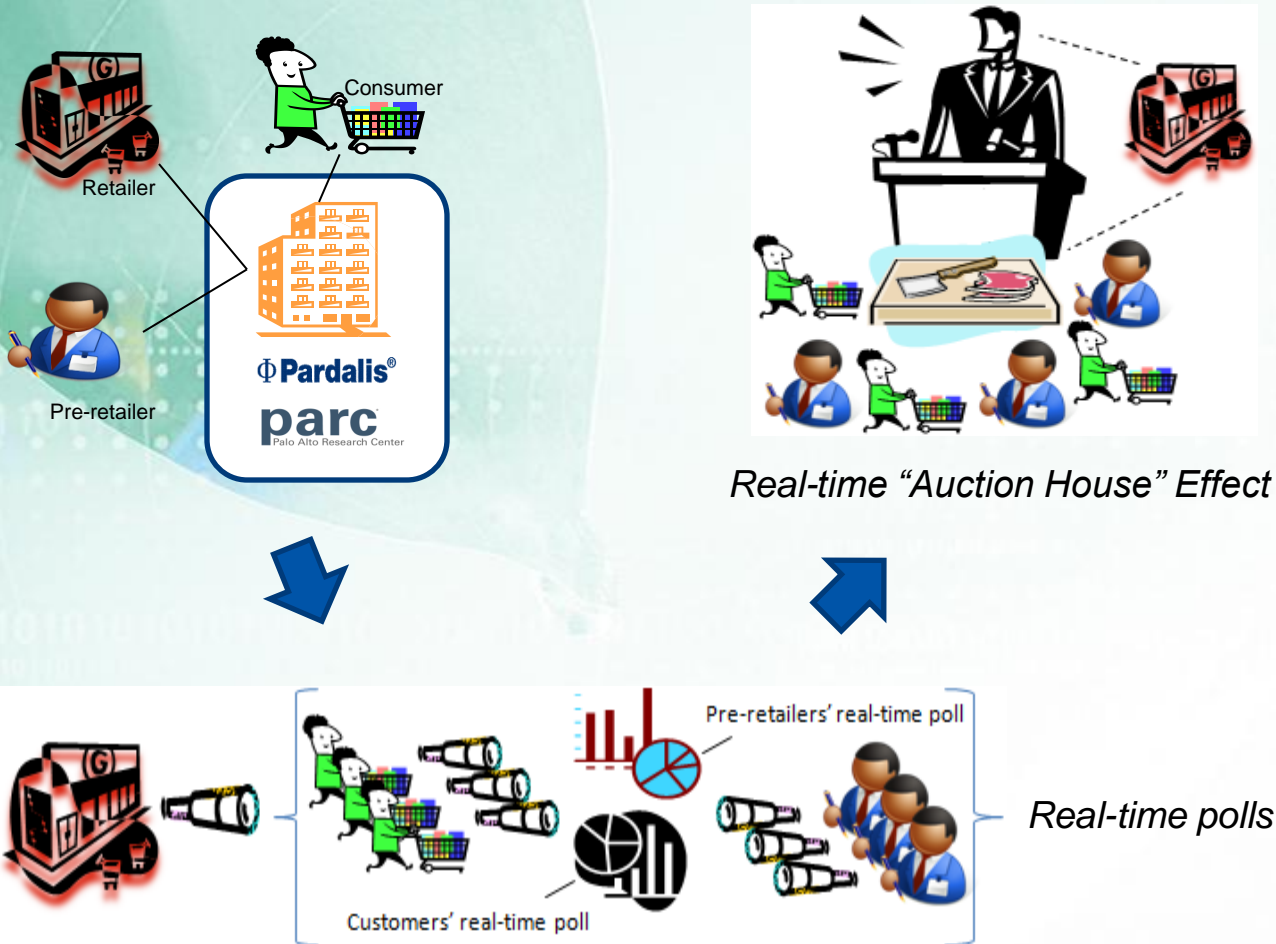 Consumer
G
Retailer
Pre-retailer
ΦPardalis®
parc
Palo Alto Research Center
G
Real-time “Auction House” Effect
G
Pre-retailers’ real-time poll
Customers’ real-time poll
Real-time polls